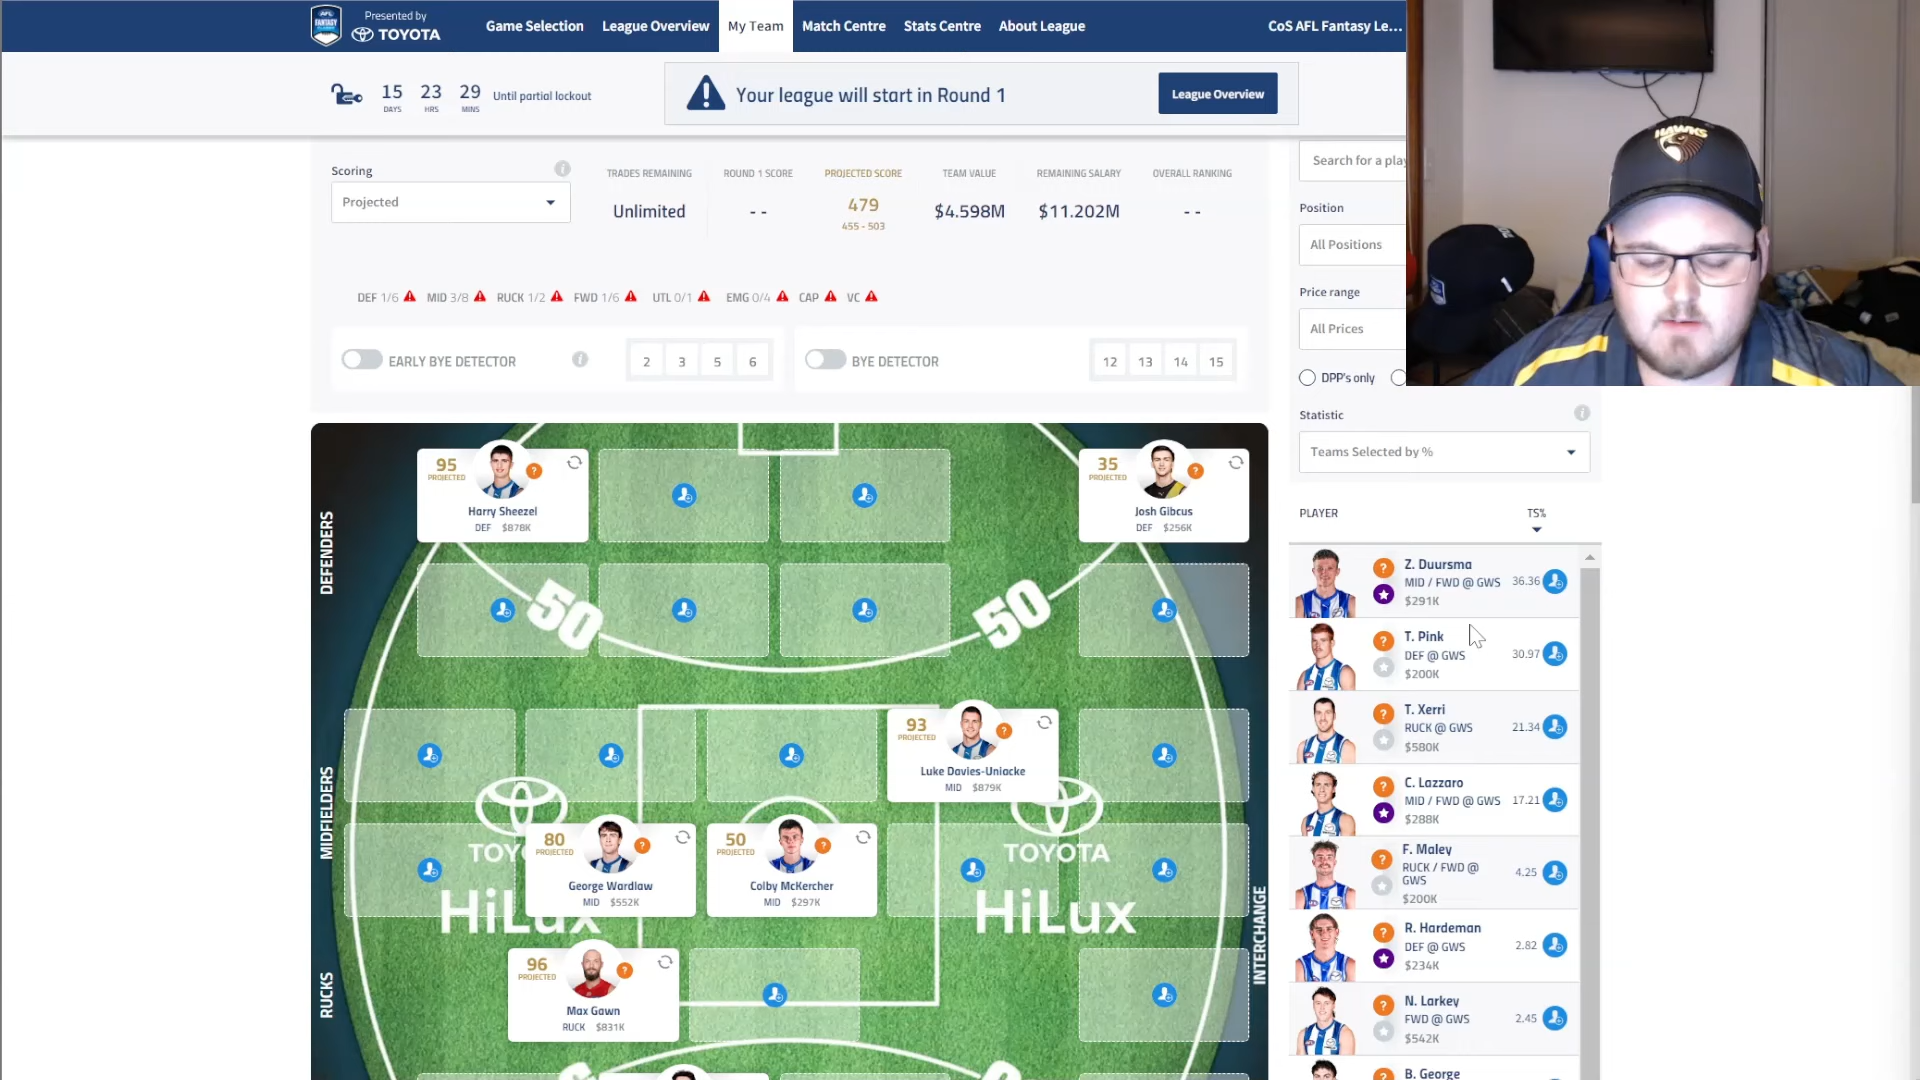 AFL
FANTASY
Presented by
TOYOTA
Game Selection
League Overview
My Team
Match Centre
Stats Centre
About League
CoS AFL Fantasy Le...
15
DAYS
23
HRS
29
MINS
Until partial lockout
Your league will start in Round 1
League Overview
Scoring
Projected
TRADES REMAINING
Unlimited
ROUND 1 SCORE
- -
PROJECTED SCORE
479
455 - 503
TEAM VALUE
$4.598M
REMAINING SALARY
$11.202M
OVERALL RANKING
- -
DEF 1/6 MID 3/8 RUCK 1/2 FWD 1/6 UTL 0/1 EMG 0/4 CAP VC
EARLY BYE DETECTOR
2 3 5 6
BYE DETECTOR
12 13 14 15
Search for a play
Position
All Positions
Price range
All Prices
DPP's only
Statistic
Teams Selected by %
PLAYER
TS%
HAWKS
DEFENDERS
95
PROJECTED
Harry Sheezel
DEF $878K
35
PROJECTED
Josh Gibcus
DEF $256K
50
50
MIDFIELDERS
93
PROJECTED
Luke Davies-Uniacke
MID $879K
80
PROJECTED
George Wardlaw
MID $552K
50
PROJECTED
Colby McKercher
MID $297K
TOYO
HiLux
TOYOTA
HiLux
INTERCHANGE
RUCKS
96
PROJECTED
Max Gawn
RUCK $831K
Z. Duursma
MID / FWD @ GWS
$291K
36.36
T. Pink
DEF @ GWS
$200K
30.97
T. Xerri
RUCK @ GWS
$580K
21.34
C. Lazzaro
MID / FWD @ GWS
$288K
17.21
F. Maley
RUCK / FWD @
GWS
$200K
4.25
R. Hardeman
DEF @ GWS
$234K
2.82
N. Larkey
FWD @ GWS
$542K
2.45
B. George